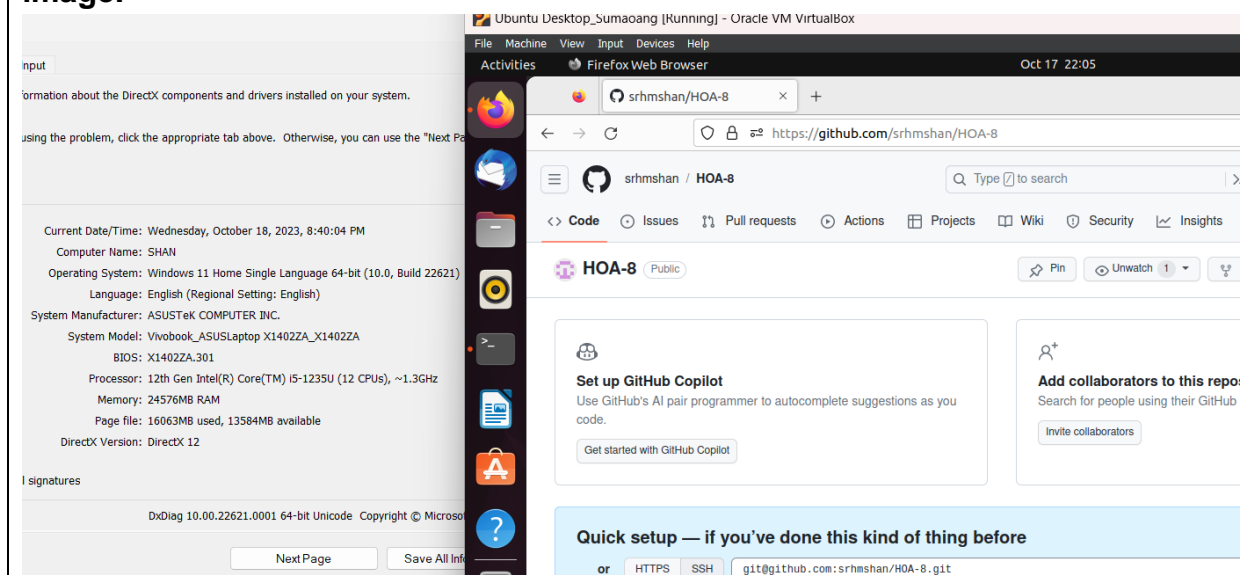 Image:
Input
formation about the DirectX components and drivers installed on your system.
using the problem, click the appropriate tab above. Otherwise, you can use the "Next Pa
Current Date/Time: Wednesday, October 18, 2023, 8:40:04 PM
Computer Name: SHAN
Operating System: Windows 11 Home Single Language 64-bit (10.0, Build 22621)
Language: English (Regional Setting: English)
System Manufacturer: ASUSTeK COMPUTER INC.
System Model: Vivobook_ASUSLaptop X1402ZA_X1402ZA
BIOS: X1402ZA.301
Processor: 12th Gen Intel(R) Core(TM) i5-1235U (12 CPUs), ~1.3GHz
Memory: 24576MB RAM
Page file: 16063MB used, 13584MB available
DirectX Version: DirectX 12
l signatures
DxDiag 10.00.22621.0001 64-bit Unicode Copyright © Microsof
Next Page Save All Inf
Ubuntu Desktop_Sumaoang [Running] - Oracle VM VirtualBox
File Machine View Input Devices Help
Activities Firefox Web Browser Oct 17 22:05
srhmshan/HOA-8 × +
https://github.com/srhmshan/HOA-8
srhmshan / HOA-8 Type / to search
<> Code Issues Pull requests Actions Projects Wiki Security Insights
HOA-8 Public Pin Unwatch 1
Set up GitHub Copilot
Use GitHub's AI pair programmer to autocomplete suggestions as you
code.
Get started with GitHub Copilot
Add collaborators to this repos
Search for people using their GitHub
Invite collaborators
Quick setup — if you've done this kind of thing before
or HTTPS SSH git@github.com:srhmshan/HOA-8.git